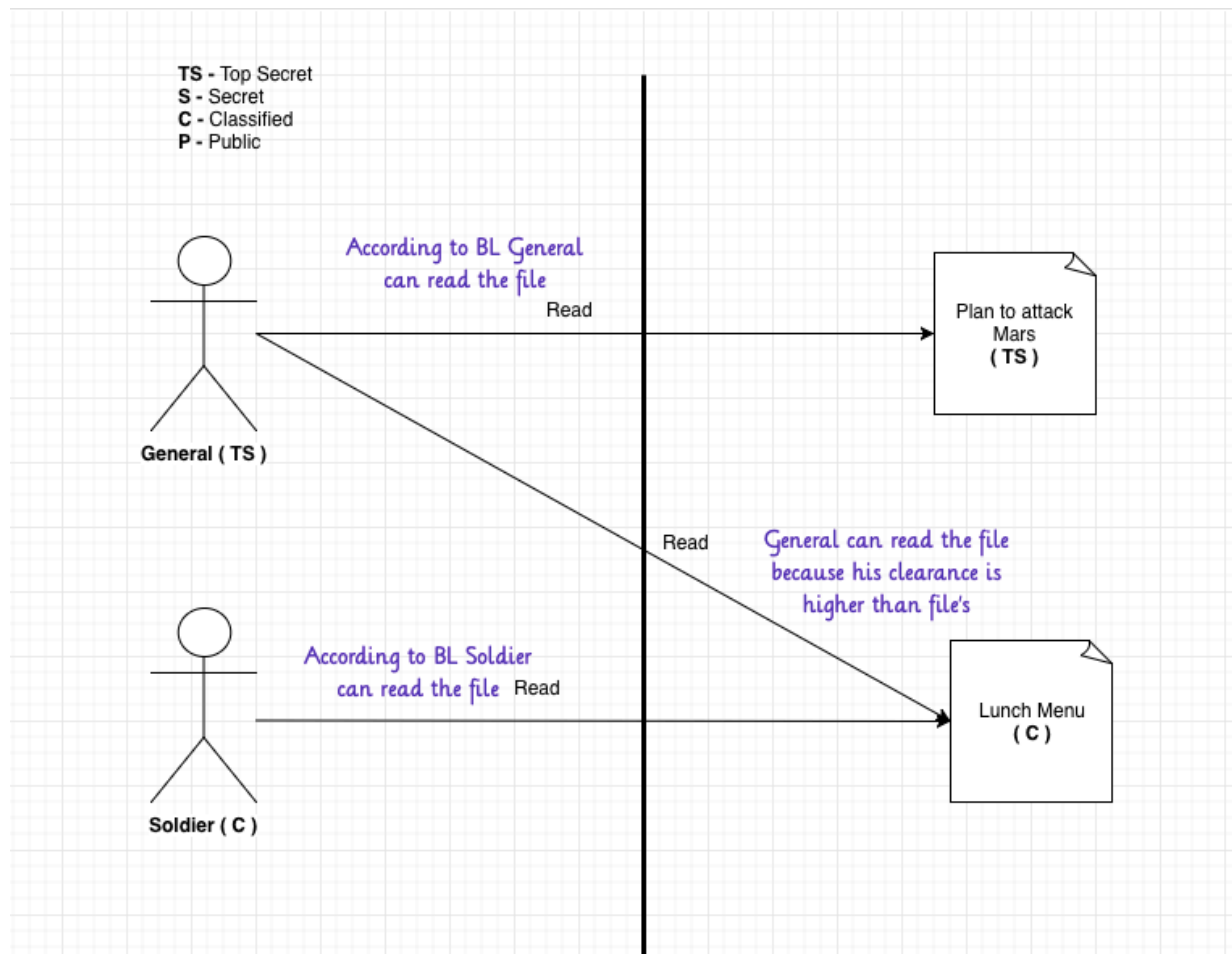 TS - Top Secret
S - Secret
C - Classified
P - Public
According to BL General
can read the file
Read
Plan to attack
Mars
( TS )
General ( TS )
Read
General can read the file
because his clearance is
higher than file's
According to BL Soldier
can read the file
Read
Lunch Menu
( C )
Soldier ( C )